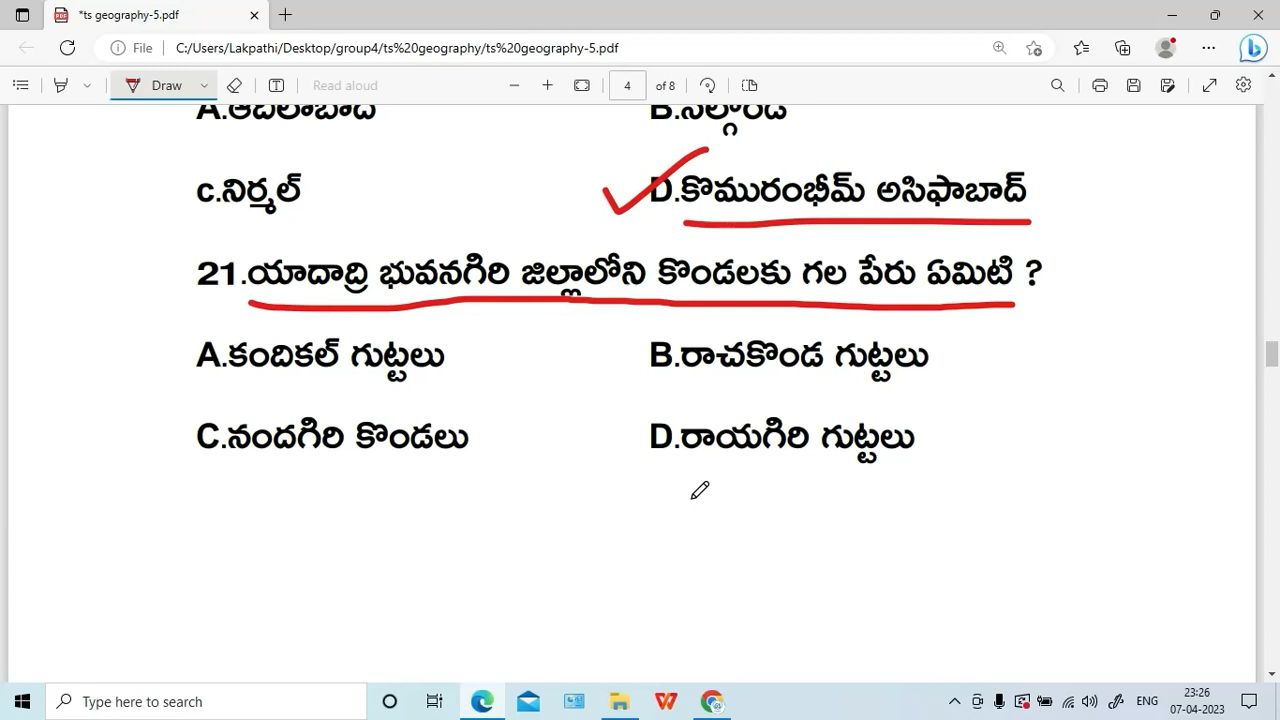 *ts geography-5.pdf
File C:/Users/Lakpathi/Desktop/group4/ts%20geography/ts%20geography-5.pdf
Draw Read aloud 4 of 8
A.ఆదిలాబాద్ B.నల్గొండ
c.నిర్మల్ D.కొమురంభీమ్ అసిఫాబాద్
21.యాదాద్రి భువనగిరి జిల్లాలోని కొండలకు గల పేరు ఏమిటి ?
A.కందికల్ గుట్టలు B.రాచకొండ గుట్టలు
C.నందగిరి కొండలు D.రాయగిరి గుట్టలు
Type here to search ENG 23:26
07-04-2023